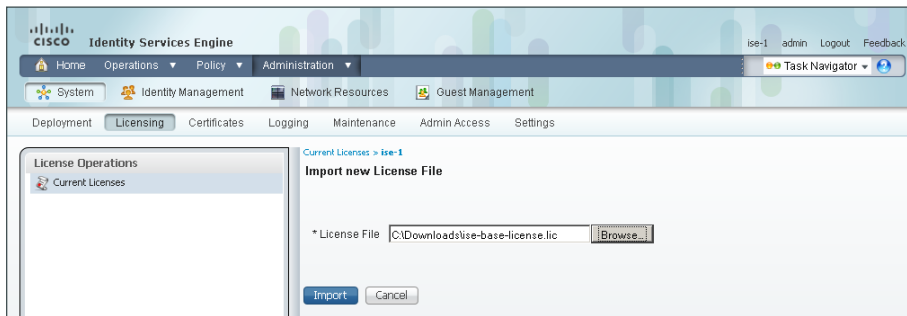 CISCO Identity Services Engine
ise-1 admin Logout Feedback
Home Operations Policy Administration Task Navigator
System Identity Management Network Resources Guest Management
Deployment Licensing Certificates Logging Maintenance Admin Access Settings
License Operations
Current Licenses
Current Licenses > ise-1
Import new License File
* License File C:\Downloads\ise-base-license.lic Browse...
Import Cancel